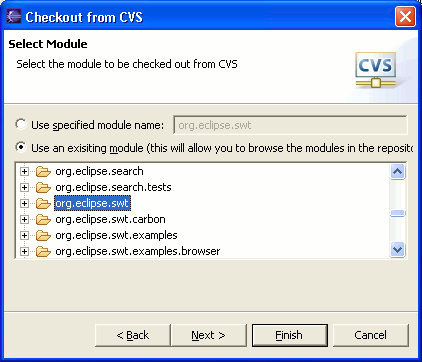 Checkout from CVS
Select Module
Select the module to be checked out from CVS
CVS
Use specified module name: org.eclipse.swt
Use an exisiting module (this will allow you to browse the modules in the reposito
org.eclipse.search
org.eclipse.search.tests
org.eclipse.swt
org.eclipse.swt.carbon
org.eclipse.swt.examples
org.eclipse.swt.examples.browser
< Back Next > Finish Cancel